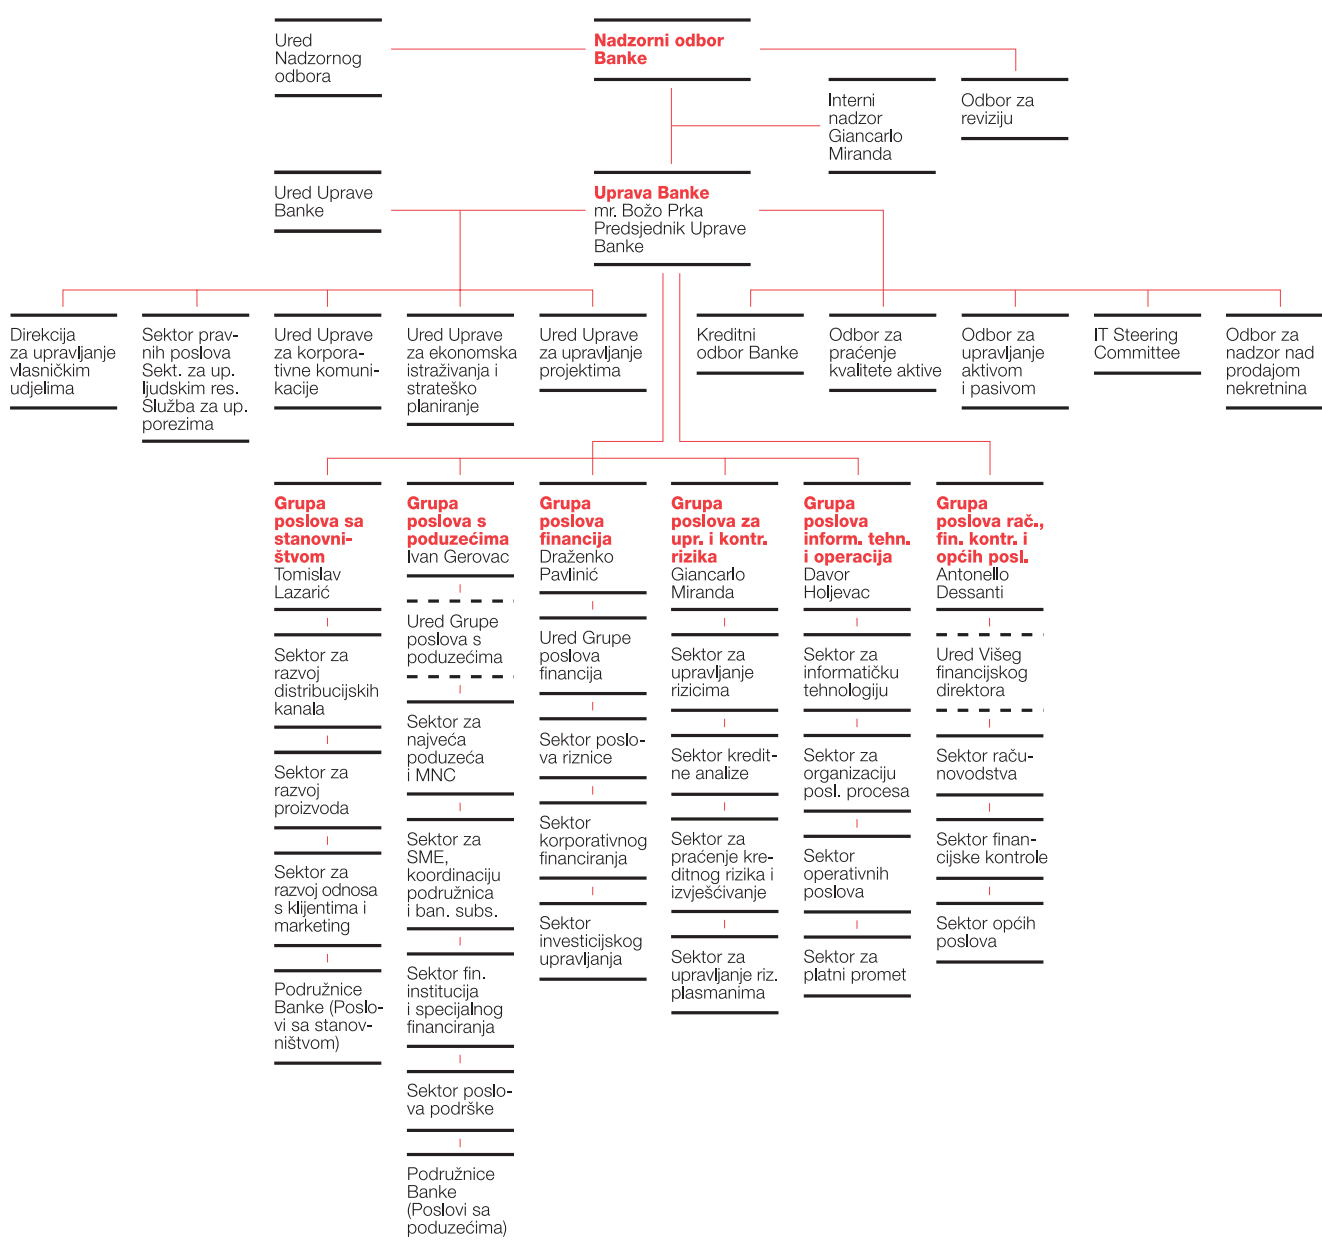 Ured
Nadzornog
odbora
Nadzorni odbor
Banke
Interni
nadzor
Giancarlo
Miranda
Odbor za
reviziju
Ured Uprave
Banke
Uprava Banke
mr. Božo Prka
Predsjednik Uprave
Banke
Direkcija
za upravljanje
vlasničkim
udjelima
Sektor prav-
nih poslova
Sekt. za up.
ljudskim res.
Služba za up.
porezima
Ured Uprave
za korpora-
tivne komuni-
kacije
Ured Uprave
za ekonomska
istraživanja i
strateško
planiranje
Ured Uprave
za upravljanje
projektima
Kreditni
odbor Banke
Odbor za
praćenje
kvalitete aktive
Odbor za
upravljanje
aktivom
i pasivom
IT Steering
Committee
Odbor za
nadzor nad
prodajom
nekretnina
Grupa
poslova sa
stanovni-
štvom
Tomislav
Lazarić
Sektor za
razvoj
distribucijskih
kanala
Sektor za
razvoj
proizvoda
Sektor za
razvoj odnosa
s klijentima i
marketing
Podružnice
Banke (Poslo-
vi sa stanov-
ništvom)
Grupa
poslova s
poduzećima
Ivan Gerovac
Ured Grupe
poslova s
poduzećima
Sektor za
najveća
poduzeća
i MNC
Sektor za
SME,
koordinaciju
podružnica
i ban. subs.
Sektor fin.
institucija
i specijalnog
financiranja
Sektor poslo-
va podrške
Podružnice
Banke
(Poslovi sa
poduzećima)
Grupa
poslova
financija
Draženko
Pavlinić
Ured Grupe
poslova
financija
Sektor poslo-
va riznice
Sektor
korporativnog
financiranja
Sektor
investicijskog
upravljanja
Grupa
poslova za
upr. i kontr.
rizika
Giancarlo
Miranda
Sektor za
upravljanje
rizicima
Sektor kredit-
ne analize
Sektor za
praćenje kre-
ditnog rizika i
izvješćivanje
Sektor za
upravljanje riz.
plasmanima
Grupa
poslova
inform. tehn.
i operacija
Davor
Holjevac
Sektor za
informatičku
tehnologiju
Sektor za
organizaciju
posl. procesa
Sektor
operativnih
poslova
Sektor za
platni promet
Grupa
poslova rač.,
fin. kontr. i
općih posl.
Antonello
Dessanti
Ured Višeg
financijskog
direktora
Sektor raču-
novodstva
Sektor finan-
cijske kontrole
Sektor općih
poslova